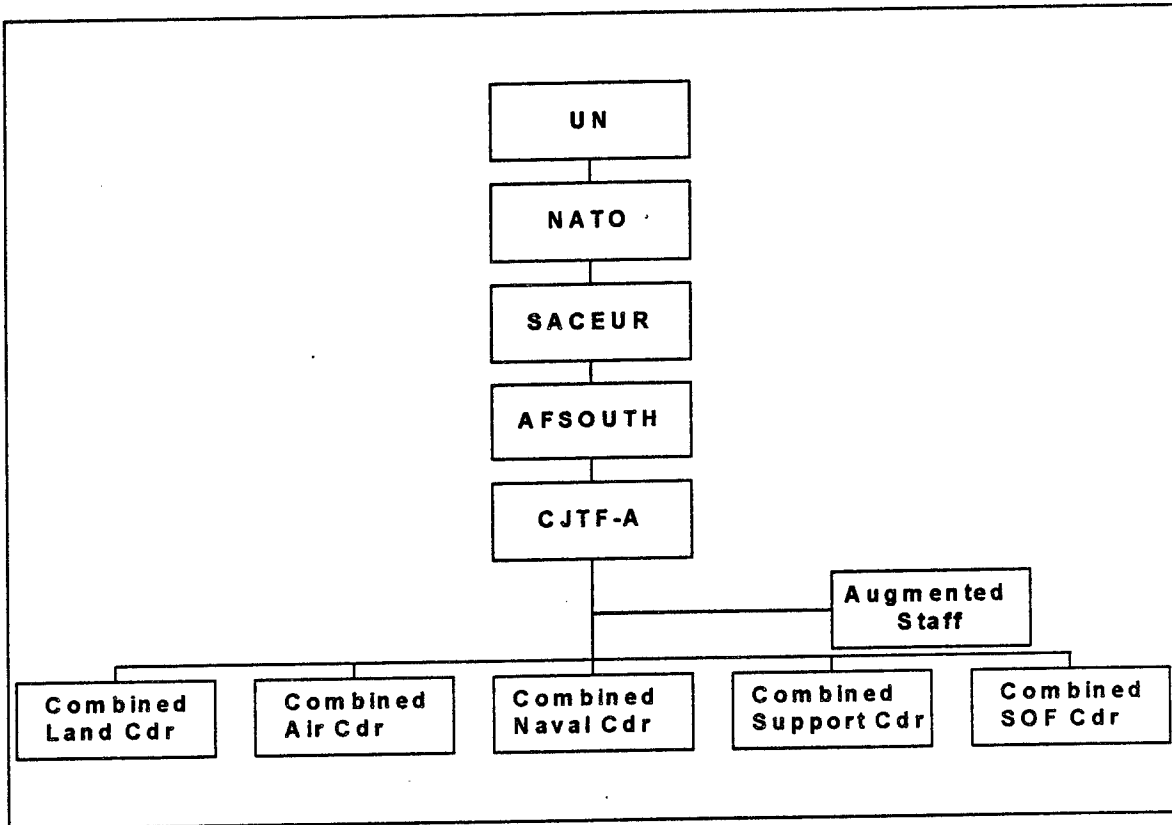 UN
NATO
SACEUR
AFSOUTH
CJTF-A
Augmented
Staff
Combined
Land Cdr
Combined
Air Cdr
Combined
Naval Cdr
Combined
Support Cdr
Combined
SOF Cdr